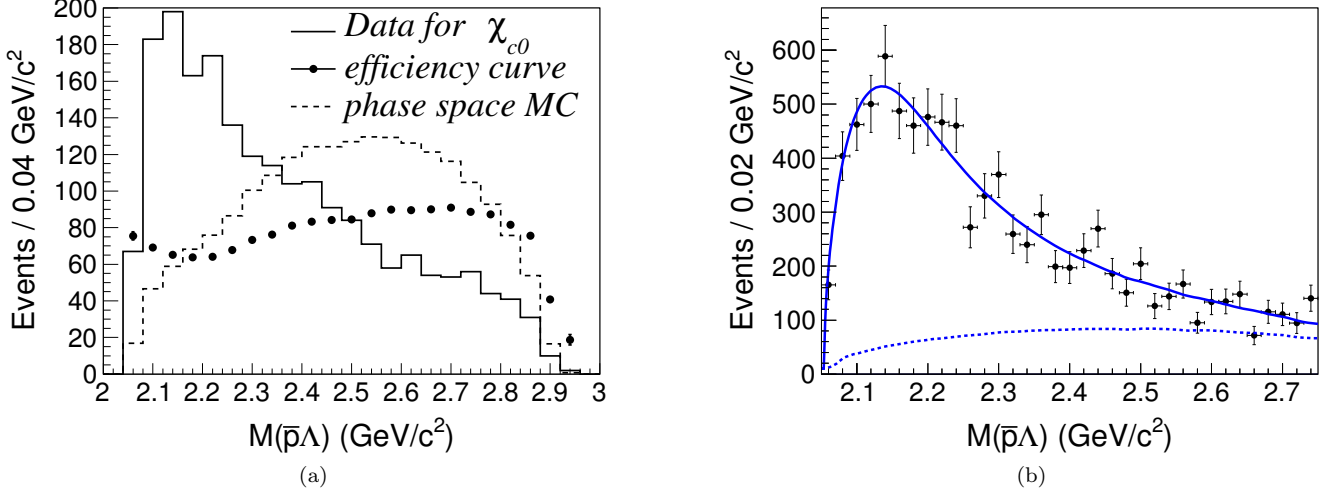 Events / 0.04 GeV/c²
200
180
160
140
120
100
80
60
40
20
0
Data for χc0
efficiency curve
phase space MC
2 2.1 2.2 2.3 2.4 2.5 2.6 2.7 2.8 2.9 3
M(p̅Λ) (GeV/c²)
(a)
Events / 0.02 GeV/c²
600
500
400
300
200
100
0
2.1 2.2 2.3 2.4 2.5 2.6 2.7
M(p̅Λ) (GeV/c²)
(b)